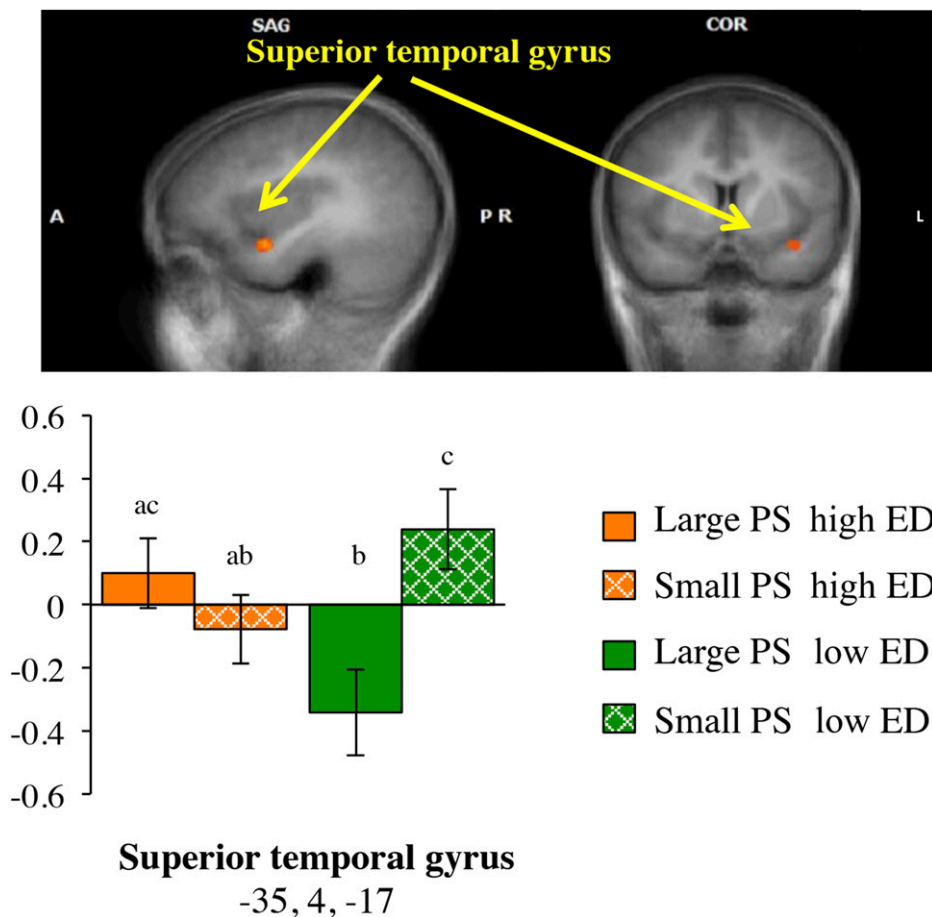 SAG
COR
Superior temporal gyrus
A
P R
L
0.6
0.4
0.2
0
-0.2
-0.4
-0.6
ac
ab
b
c
Large PS high ED
Small PS high ED
Large PS low ED
Small PS low ED
Superior temporal gyrus
-35, 4, -17